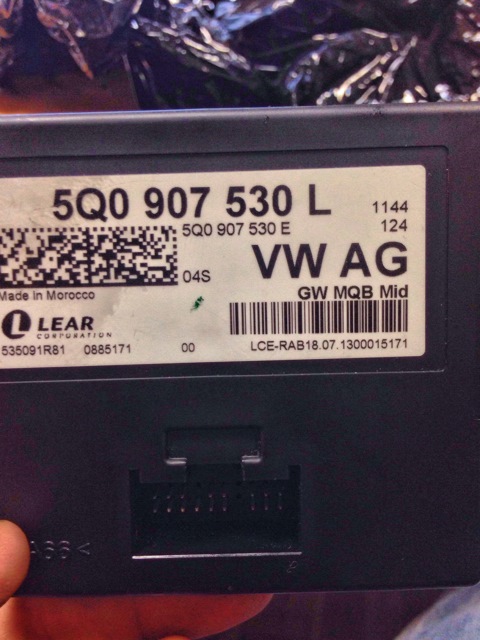 5Q0 907 530 L
1144
5Q0 907 530 E
124
VW AG
04S
Made in Morocco
GW MQB Mid
LEAR
CORPORATION
535091R81 0885171 00
LCE-RAB18.07.1300015171